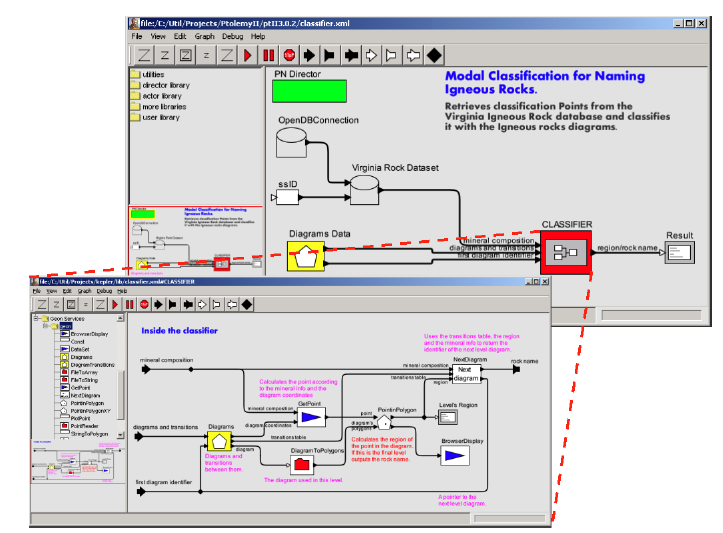 file:/C:/Util/Projects/PtolemyII/ptII3.0.2/classifier.xml
File View Edit Graph Debug Help
utilities
director library
actor library
more libraries
user library
PN Director
Modal Classification for Naming
Igneous Rocks.
Retrieves classification Points from the
Virginia Igneous Rock database and classifies
it with the Igneous rocks diagrams.
OpenDBConnection
Virginia Rock Dataset
ssID
Diagrams Data
mineral composition
diagrams and transitions
first diagram identifier
CLASSIFIER
region/rock name
Result
file:/C:/Util/Projects/kepler/lib/classifier.xml#CLASSIFIER
File View Edit Graph Debug Help
Geon Services
Geon
BrowserDisplay
Const
DataSet
Diagrams
DiagramTransitions
FileToArray
FileToString
GetPoint
NextDiagram
PointInPolygon
PointInPolygonXY
PlotPoint
PointReader
StringToPolygon
Inside the classifier
Uses the transitions table, the region
and the mineral info to return the
identifier of the next level diagram.
mineral composition
mineral composition
NextDiagram
Next
diagram
rock name
transitions table
region
Calculates the point according
to the mineral info and the
diagram coordinates
GetPoint
mineral composition
diagram coordinates
point
PointInPolygon
Level's Region
diagrams and transitions
Diagrams
transitions table
diagram
diagram's
polygons
Diagrams and
transitions
between them.
DiagramToPolygons
Calculates the region of
the point in the diagram.
If this is the final level
outputs the rock name.
BrowserDisplay
The diagram used in this level
first diagram identifier
A pointer to the
next level diagram